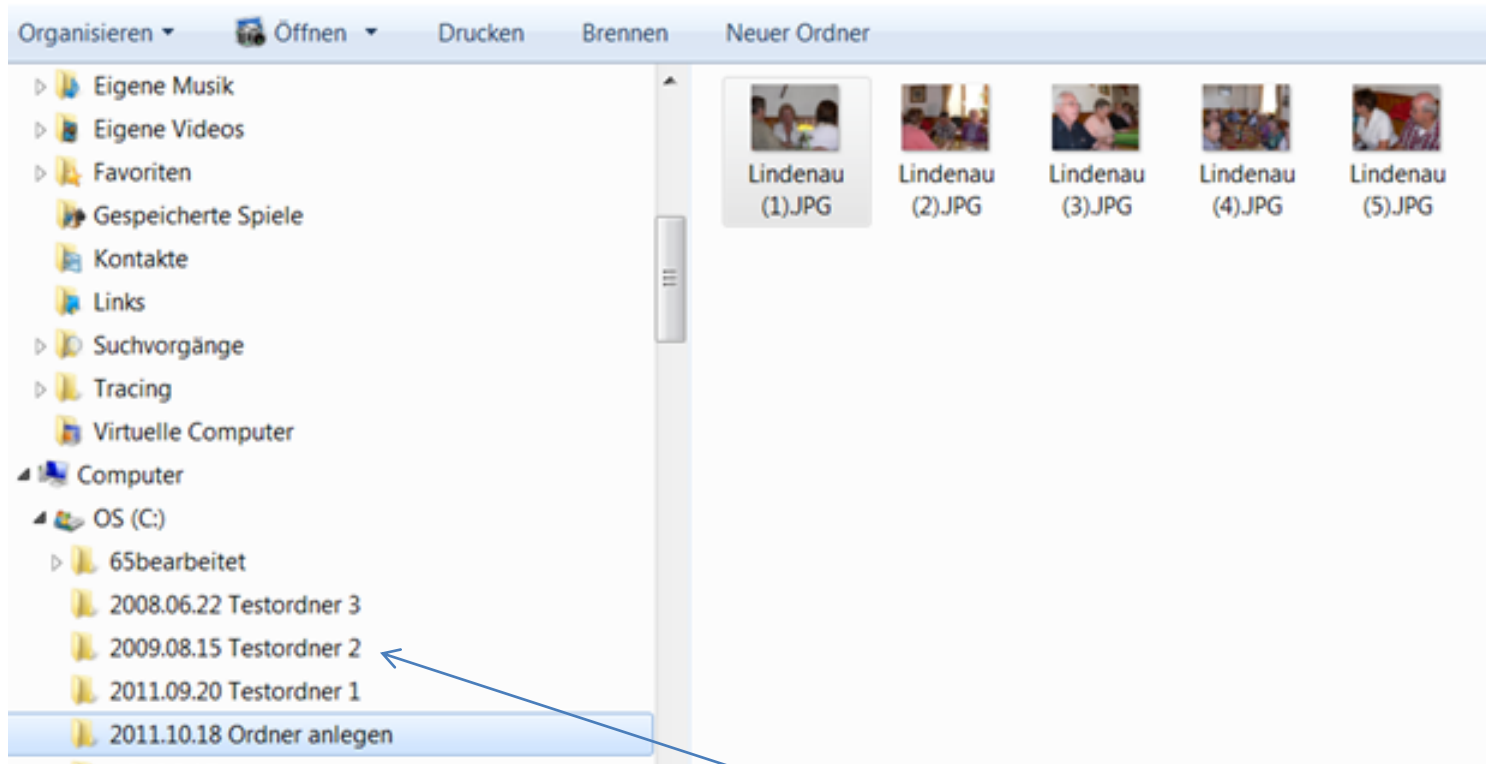 Organisieren Öffnen Drucken Brennen Neuer Ordner
Eigene Musik
Eigene Videos
Favoriten
Gespeicherte Spiele
Kontakte
Links
Suchvorgänge
Tracing
Virtuelle Computer
Computer
OS (C:)
65bearbeitet
2008.06.22 Testordner 3
2009.08.15 Testordner 2
2011.09.20 Testordner 1
2011.10.18 Ordner anlegen
Lindenau
(1).JPG
Lindenau
(2).JPG
Lindenau
(3).JPG
Lindenau
(4).JPG
Lindenau
(5).JPG